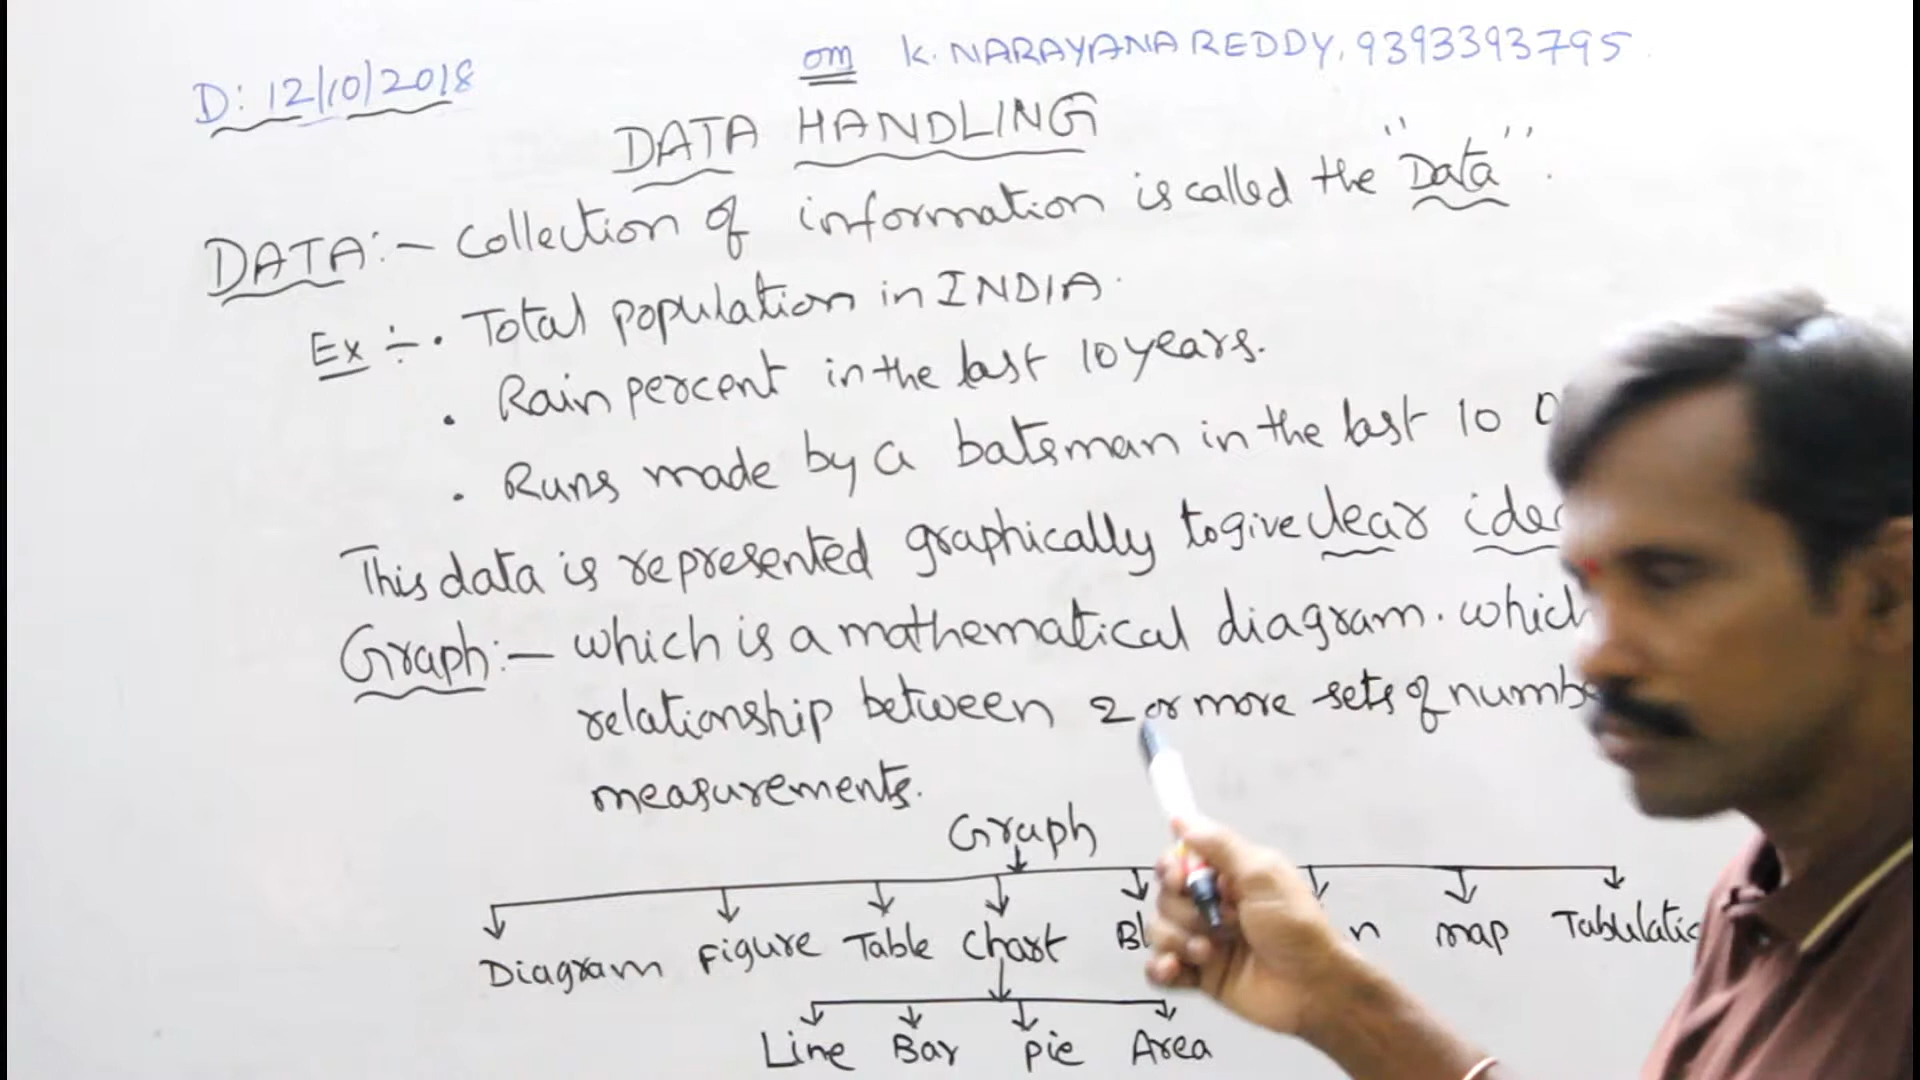 D: 12/10/2018
om K. NARAYANA REDDY, 9393393795
DATA HANDLING
DATA:- Collection of information is called the "Data".
Ex ÷ • Total population in INDIA.
• Rain percent in the last 10 years.
• Runs made by a batsman in the last 10
This data is represented graphically to give clear
Graph:- which is a mathematical diagram. which
relationship between 2 or more sets of
measurements.
Graph
Diagram Figure Table Chart map
Line Bar Pie Area